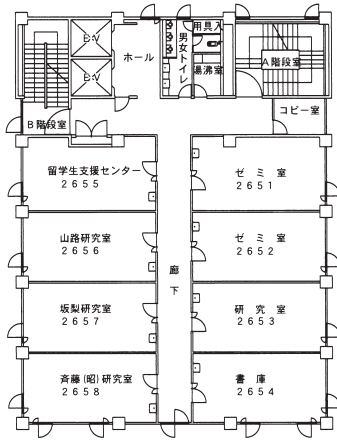 用具入
EV
ホール
男女トイレ
A階段室
EV
湯沸室
コピー室
B階段室
留学生支援センター
2655
ゼミ室
2651
山路研究室
2656
ゼミ室
2652
廊下
坂梨研究室
2657
研究室
2653
斉藤(昭)研究室
2658
書庫
2654